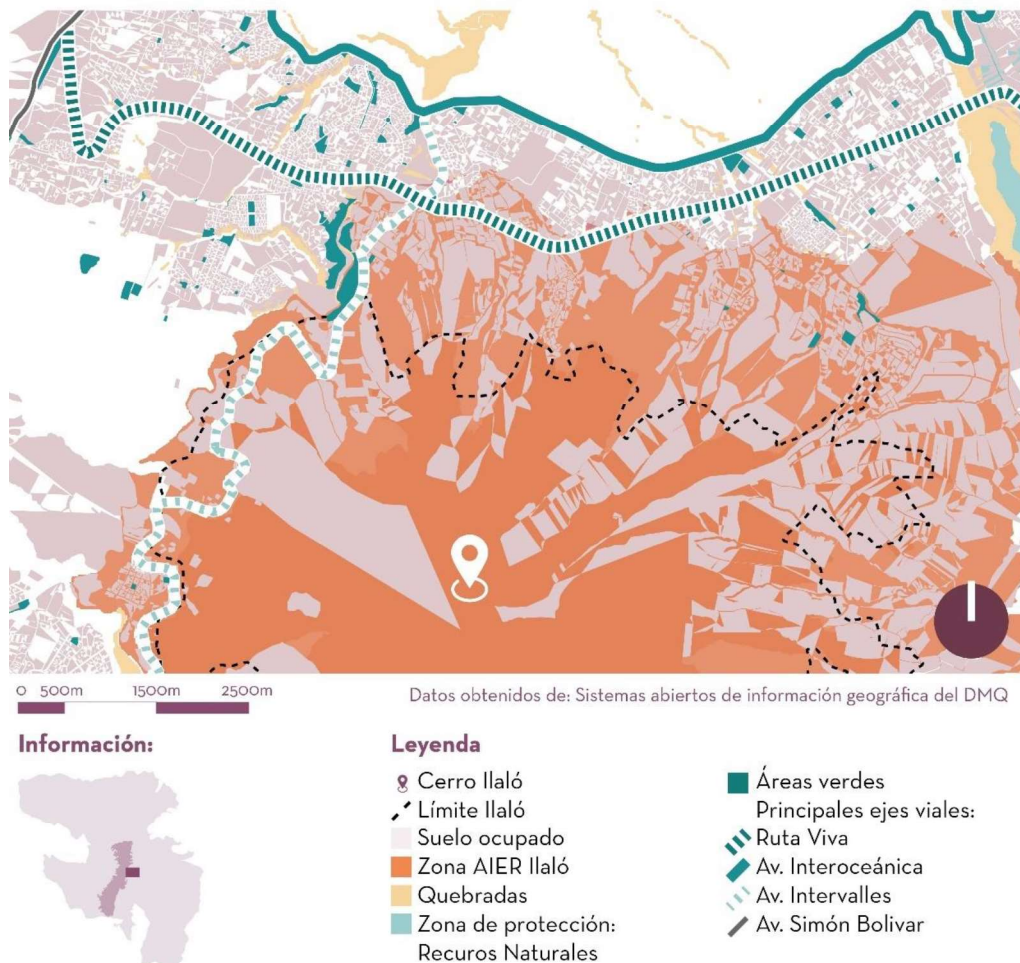 0 500m 1500m 2500m
Datos obtenidos de: Sistemas abiertos de información geográfica del DMQ
Información:
Leyenda
Cerro Ilaló
Límite Ilaló
Suelo ocupado
Zona AIER Ilaló
Quebradas
Zona de protección:
Recuros Naturales
Áreas verdes
Principales ejes viales:
Ruta Viva
Av. Interoceánica
Av. Intervalles
Av. Simón Bolivar